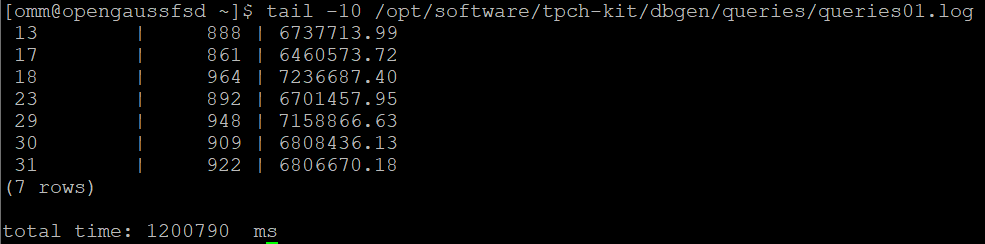 [omm@opengaussfsd ~]$ tail -10 /opt/software/tpch-kit/dbgen/queries/queries01.log
13 | 888 | 6737713.99
17 | 861 | 6460573.72
18 | 964 | 7236687.40
23 | 892 | 6701457.95
29 | 948 | 7158866.63
30 | 909 | 6808436.13
31 | 922 | 6806670.18
(7 rows)
total time: 1200790  ms